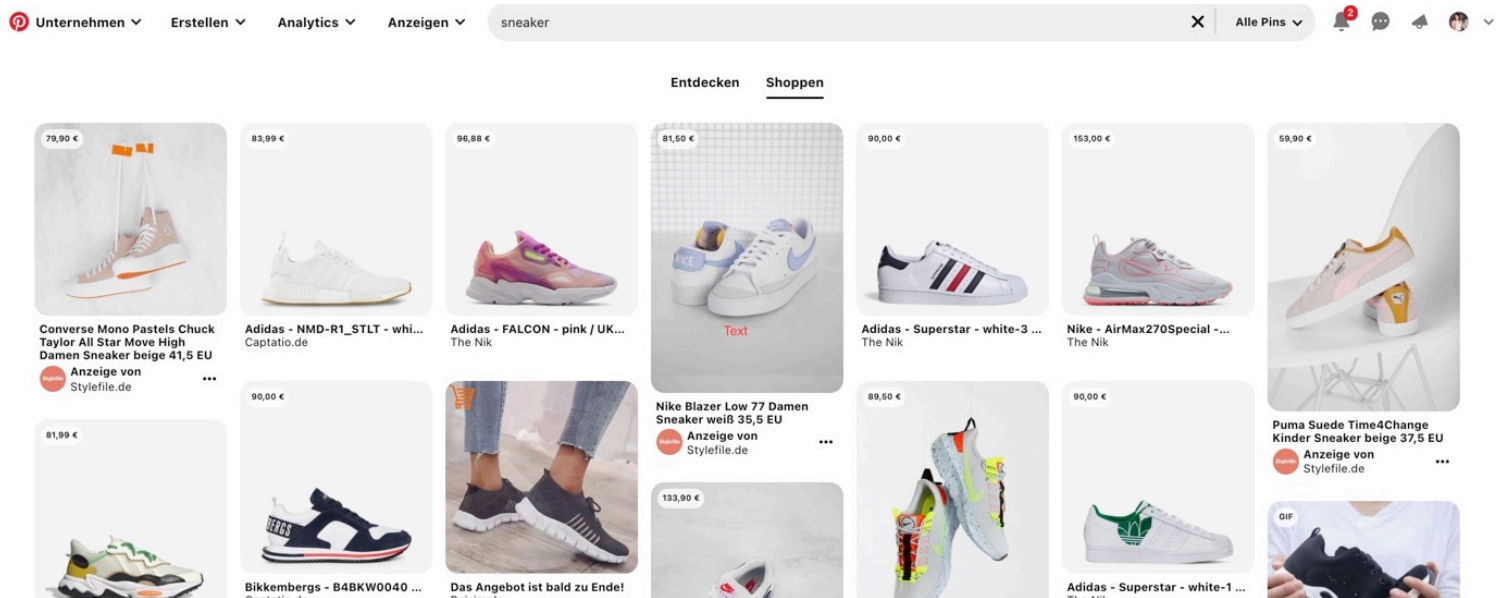 Unternehmen
Erstellen
Analytics
Anzeigen
sneaker
Alle Pins
2
Entdecken
Shoppen
79,90 €
Converse Mono Pastels Chuck
Taylor All Star Move High
Damen Sneaker beige 41,5 EU
Anzeige von
Stylefile.de
81,99 €
83,99 €
Adidas - NMD-R1_STLT - whi...
Captatio.de
90,00 €
BERGS
Bikkembergs - B4BKW0040 ...
96,88 €
Adidas - FALCON - pink / UK...
The Nik
Das Angebot ist bald zu Ende!
81,50 €
NIKE
Text
Nike Blazer Low 77 Damen
Sneaker weiß 35,5 EU
Anzeige von
Stylefile.de
133,90 €
90,00 €
Adidas - Superstar - white-3 ...
The Nik
89,50 €
153,00 €
Nike - AirMax270Special -...
The Nik
90,00 €
Adidas - Superstar - white-1 ...
59,90 €
Puma Suede Time4Change
Kinder Sneaker beige 37,5 EU
Anzeige von
Stylefile.de
GIF